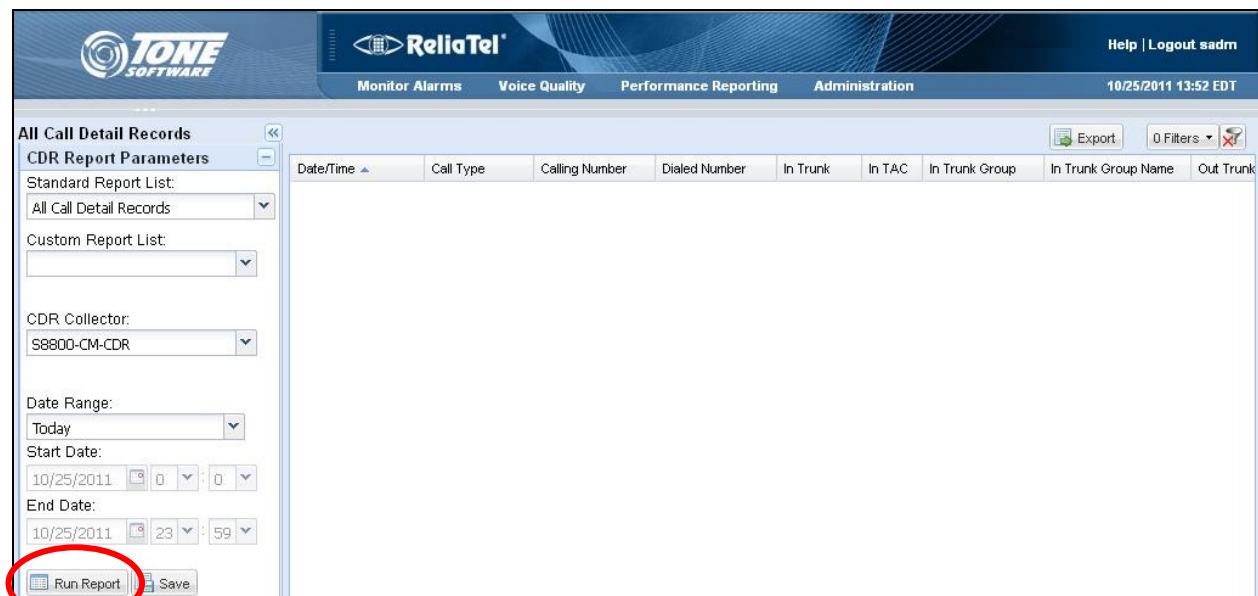 TONE
SOFTWARE
ReliaTel
Help | Logout sadm
Monitor Alarms Voice Quality Performance Reporting Administration
10/25/2011 13:52 EDT
All Call Detail Records
Export
0 Filters
CDR Report Parameters
Date/Time Call Type Calling Number Dialed Number In Trunk In TAC In Trunk Group In Trunk Group Name Out Trunk
Standard Report List:
All Call Detail Records
Custom Report List:
CDR Collector:
S8800-CM-CDR
Date Range:
Today
Start Date:
10/25/2011 0 : 0
End Date:
10/25/2011 23 : 59
Run Report Save